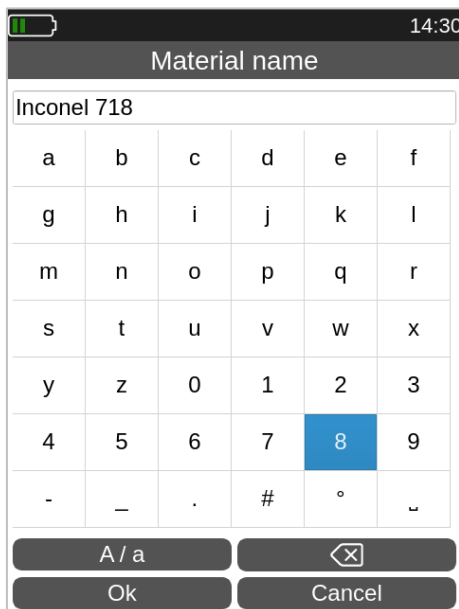 14:30
Material name
Inconel 718
a b c d e f
g h i j k l
m n o p q r
s t u v w x
y z 0 1 2 3
4 5 6 7 8 9
- _ . # ° ␣
A / a
Ok Cancel